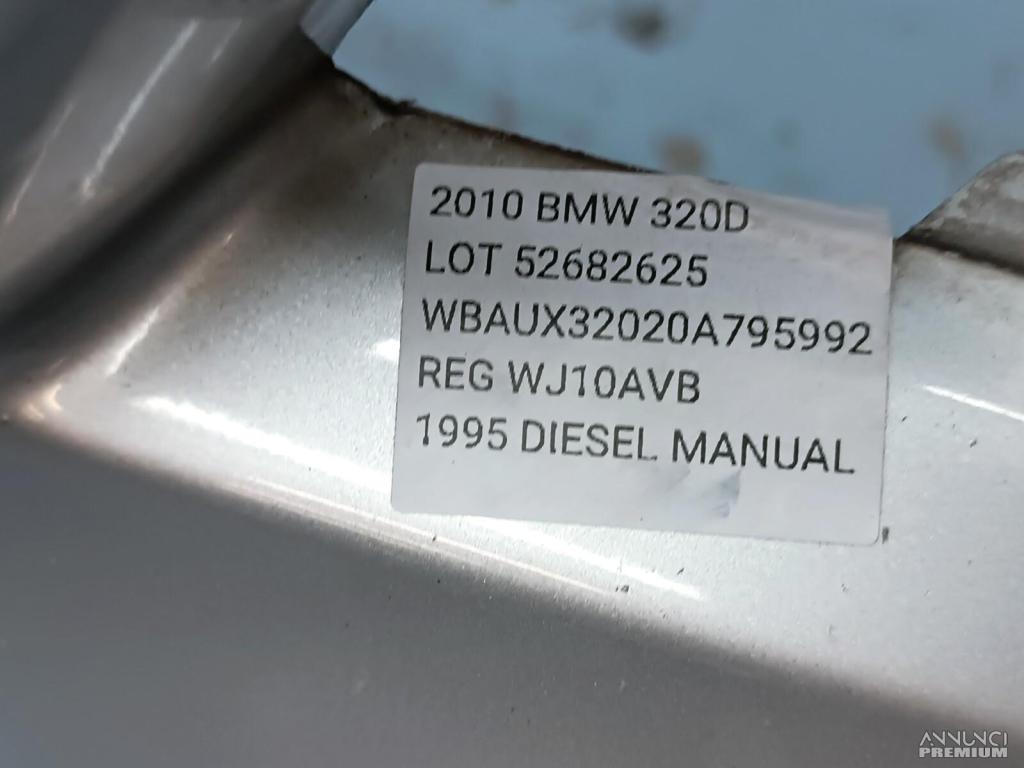 2010 BMW 320D
LOT 52682625
WBAUX32020A795992
REG WJ10AVB
1995 DIESEL MANUAL
ANNUNCI
PREMIUM